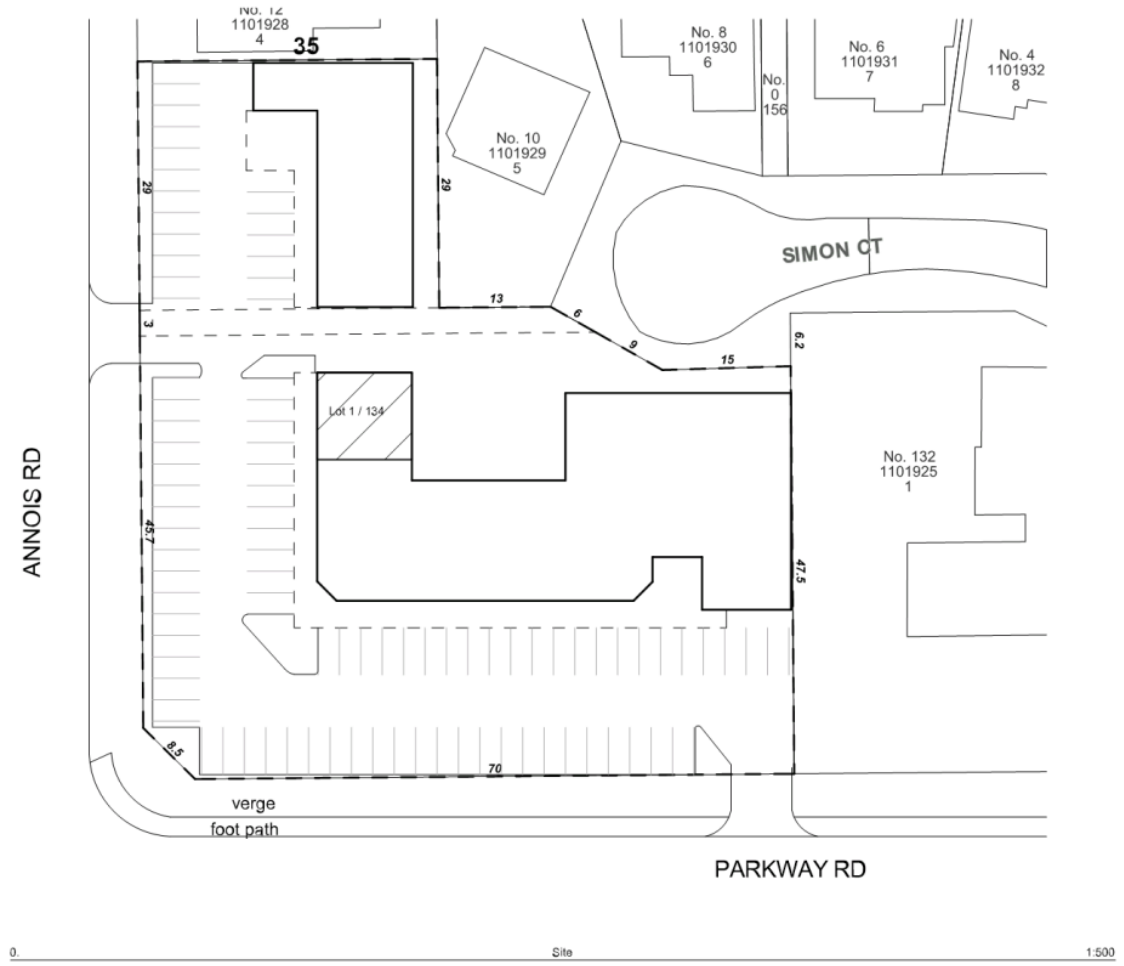 No. 12
1101928
4
35
No. 8
1101930
6
No.
0
156
No. 6
1101931
7
No. 4
1101932
8
No. 10
1101929
5
29
29
SIMON CT
13
6
3
9
15
6.2
Lot 1 / 134
No. 132
1101925
1
ANNOIS RD
45.7
47.5
8.5
70
verge
foot path
PARKWAY RD
0.
Site
1:500